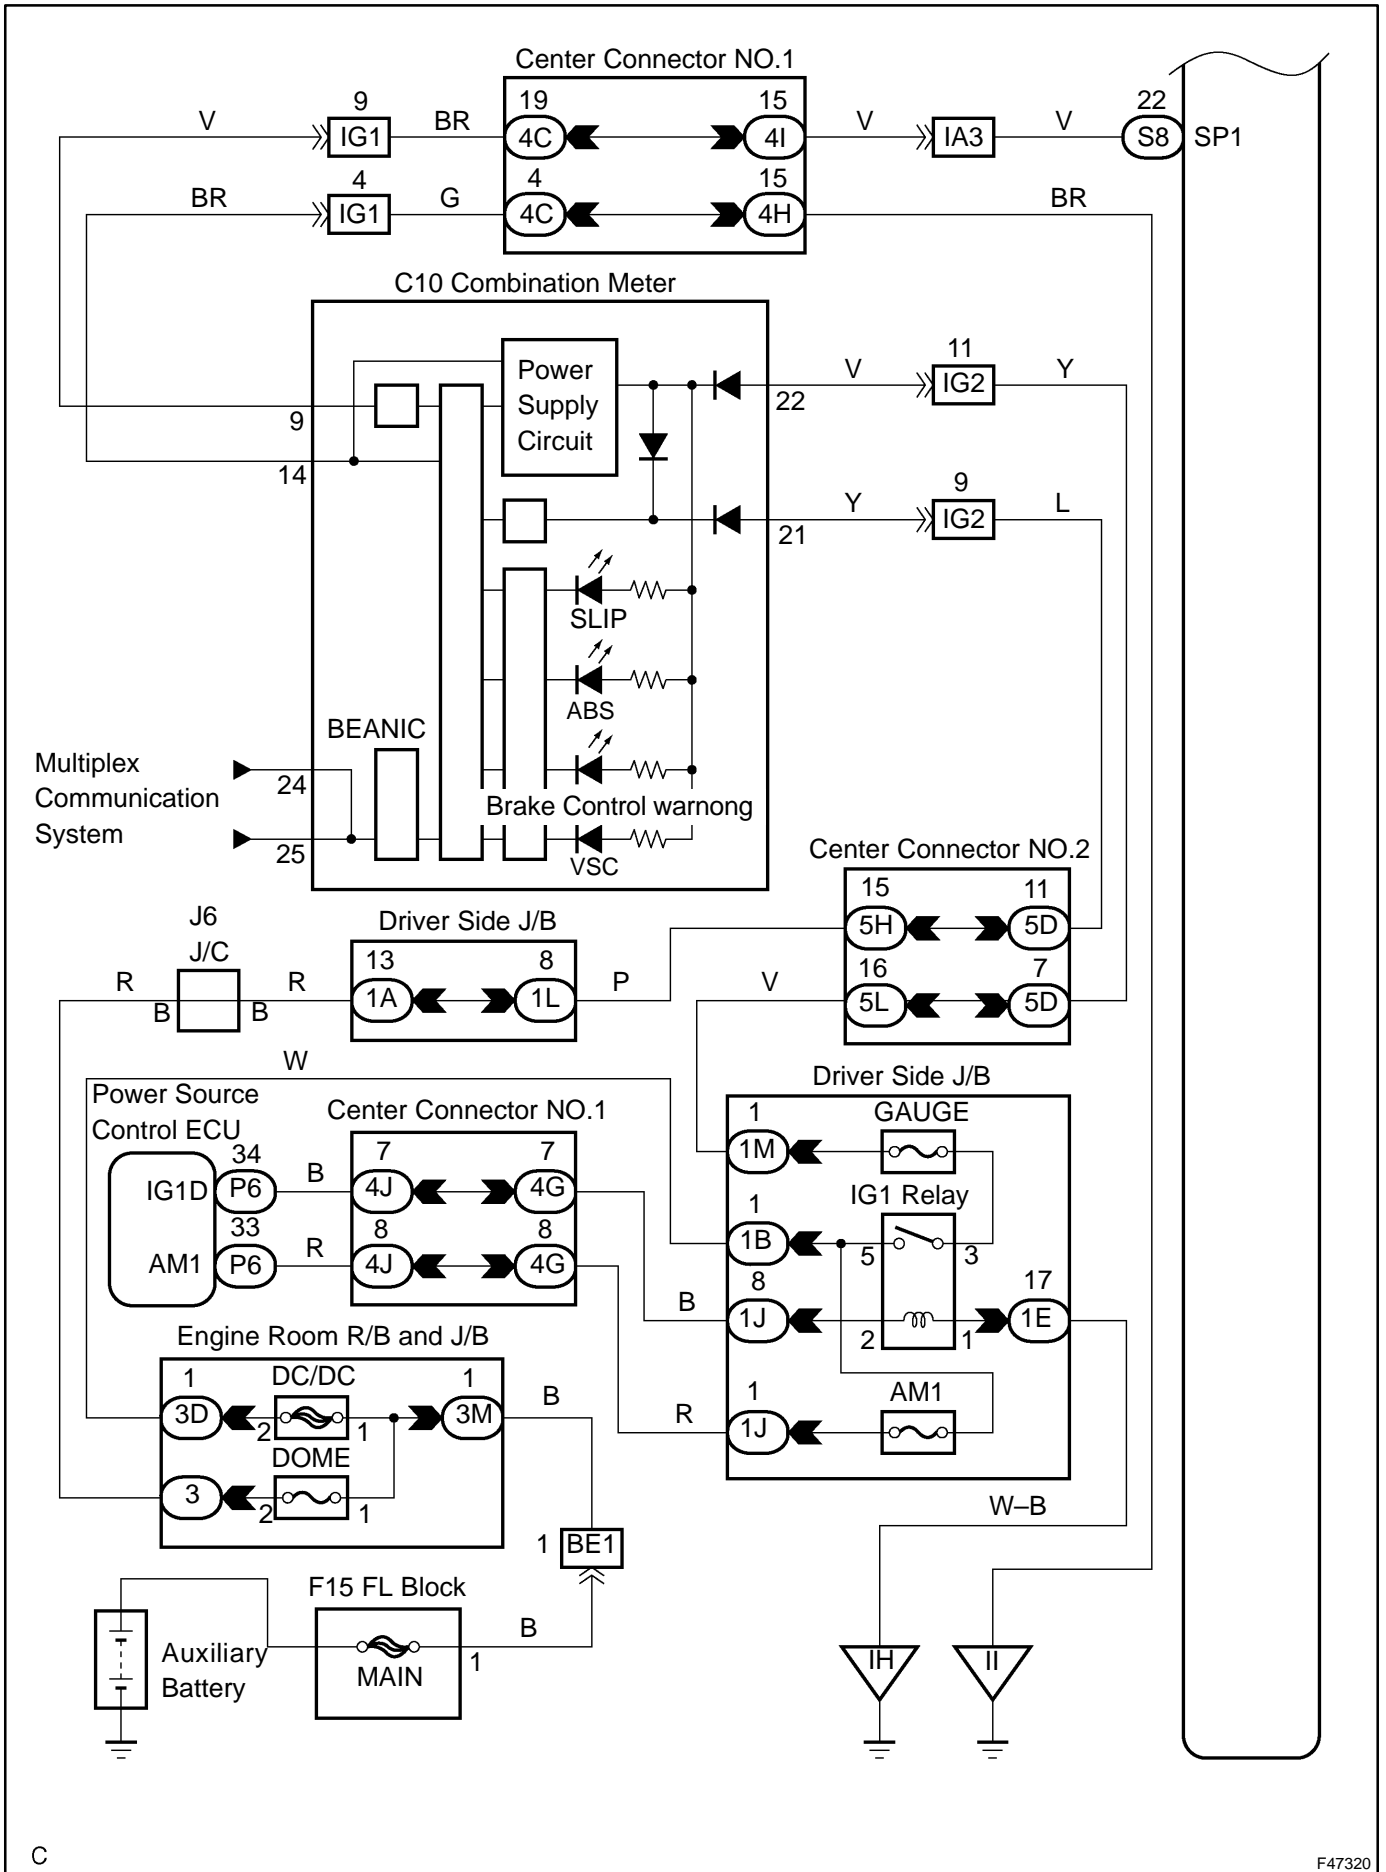 Center Connector NO.1
V
9
IG1
BR
19
4C
15
4I
V
IA3
V
22
S8
SP1
BR
4
IG1
G
4
4C
15
4H
BR
C10 Combination Meter
Power
Supply
Circuit
9
14
22
V
11
IG2
Y
21
Y
9
IG2
L
SLIP
ABS
BEANIC
Brake Control warnong
VSC
Multiplex
Communication
System
24
25
Center Connector NO.2
15
5H
11
5D
16
5L
7
5D
J6
J/C
R
B
B
R
Driver Side J/B
13
1A
8
1L
P
V
W
Power Source
Control ECU
IG1D
34
P6
B
AM1
33
P6
R
Center Connector NO.1
7
4J
7
4G
8
4J
8
4G
Driver Side J/B
1
1M
GAUGE
IG1 Relay
1
1B
5
3
B
8
1J
2
1
17
1E
R
1
1J
AM1
Engine Room R/B and J/B
1
3D
DC/DC
2
1
1
3M
B
3
DOME
2
1
1
BE1
W–B
F15 FL Block
MAIN
1
B
Auxiliary
Battery
IH
II
C
F47320